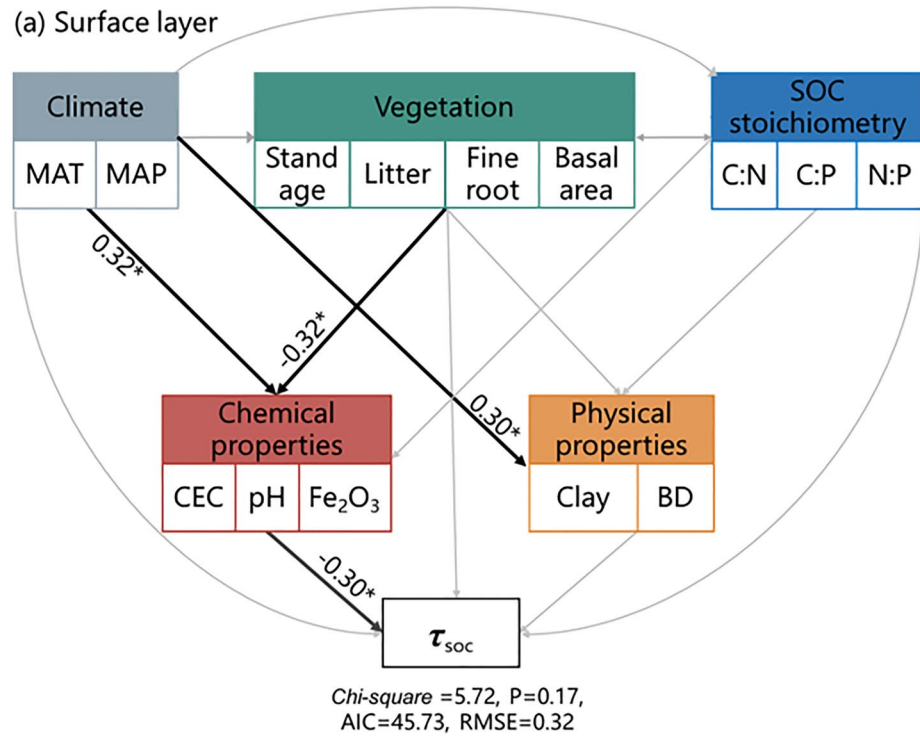 (a) Surface layer
Climate
MAT MAP
Vegetation
Stand age Litter Fine root Basal area
SOC
stoichiometry
C:N C:P N:P
0.32*
-0.32*
0.30*
Chemical
properties
CEC pH Fe₂O₃
Physical
properties
Clay BD
-0.30*
τsoc
Chi-square =5.72, P=0.17,
AIC=45.73, RMSE=0.32